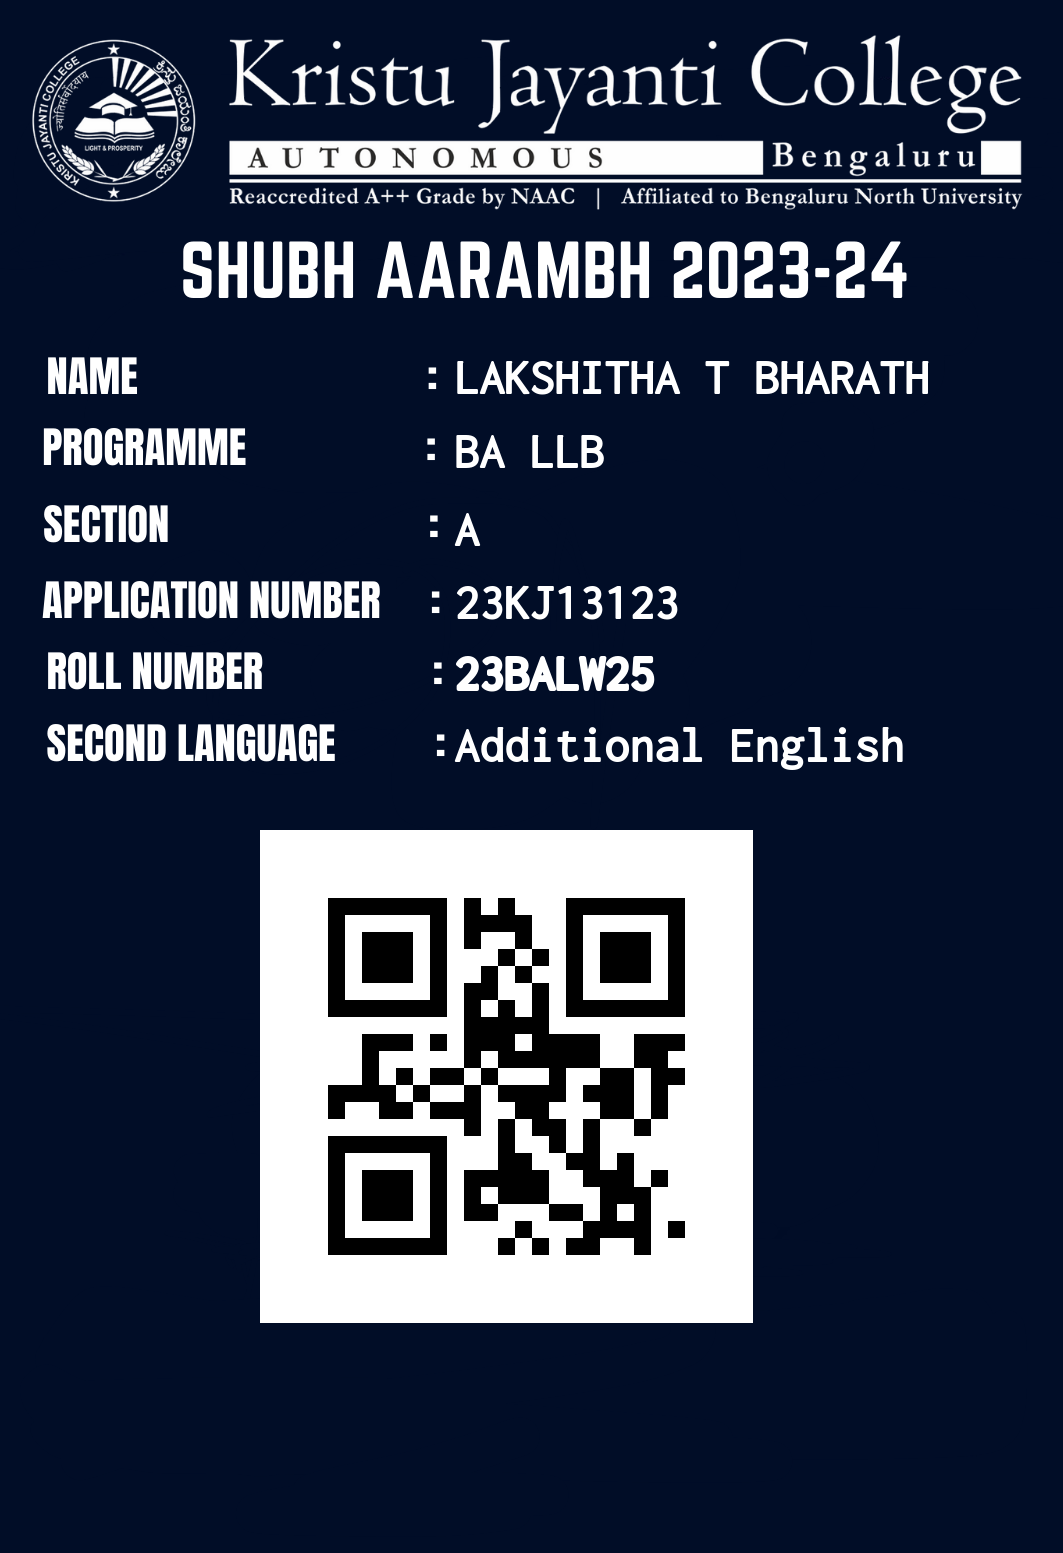 Kristu Jayanti College
AUTONOMOUS Bengaluru
Reaccredited A++ Grade by NAAC | Affiliated to Bengaluru North University
KRISTU JAYANTI COLLEGE
LIGHT & PROSPERITY
SHUBH AARAMBH 2023-24
NAME : LAKSHITHA T BHARATH
PROGRAMME : BA LLB
SECTION : A
APPLICATION NUMBER : 23KJ13123
ROLL NUMBER : 23BALW25
SECOND LANGUAGE : Additional English